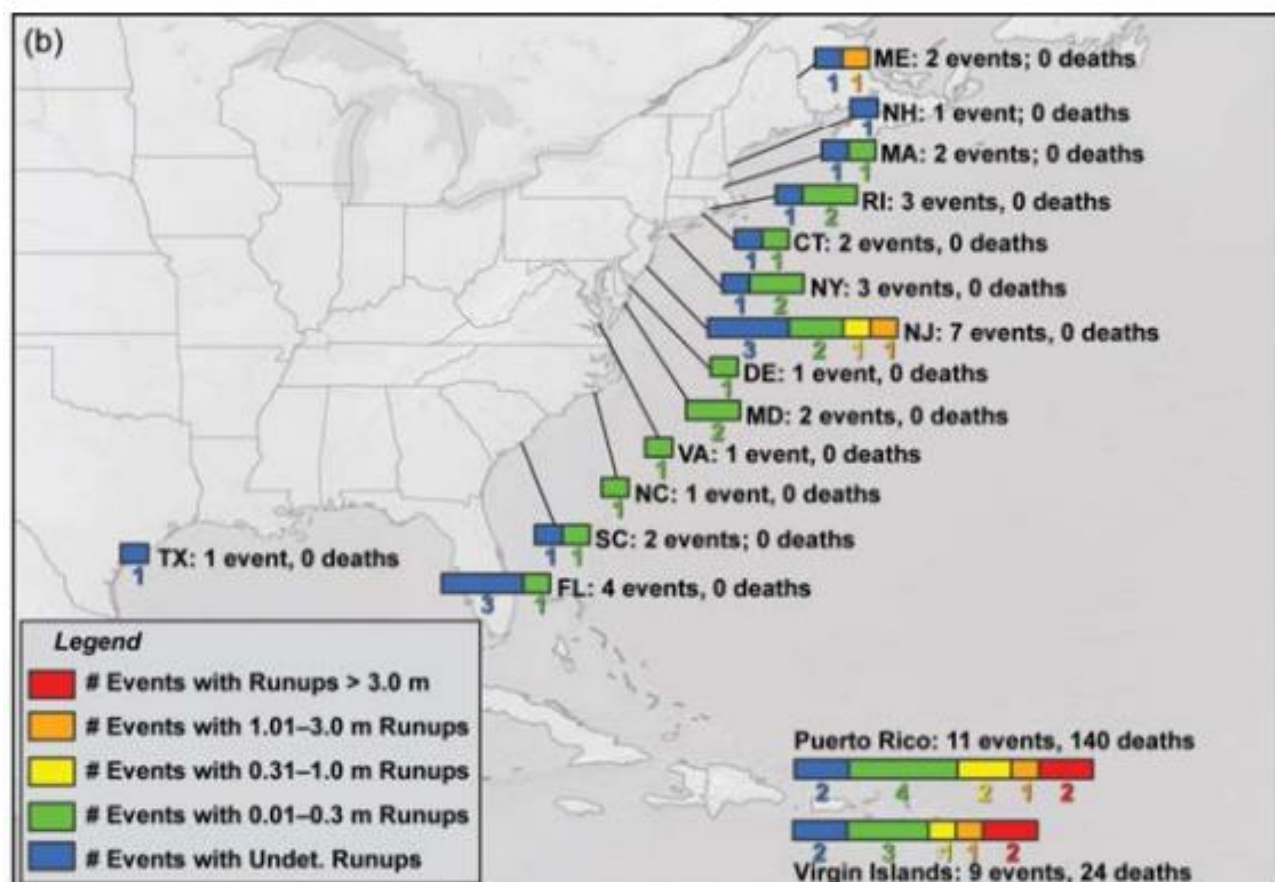 (b)
ME: 2 events; 0 deaths
1 1
NH: 1 event; 0 deaths
1
MA: 2 events; 0 deaths
1 1
RI: 3 events, 0 deaths
1 2
CT: 2 events, 0 deaths
1 1
NY: 3 events, 0 deaths
1 2
NJ: 7 events, 0 deaths
3 2 1 1
DE: 1 event, 0 deaths
1
MD: 2 events, 0 deaths
2
VA: 1 event, 0 deaths
1
NC: 1 event, 0 deaths
1
SC: 2 events; 0 deaths
1 1
TX: 1 event, 0 deaths
1
FL: 4 events, 0 deaths
3 1
Legend
# Events with Runups > 3.0 m
# Events with 1.01–3.0 m Runups
# Events with 0.31–1.0 m Runups
# Events with 0.01–0.3 m Runups
# Events with Undet. Runups
Puerto Rico: 11 events, 140 deaths
2 4 2 1 2
2 3 1 1 2
Virgin Islands: 9 events, 24 deaths